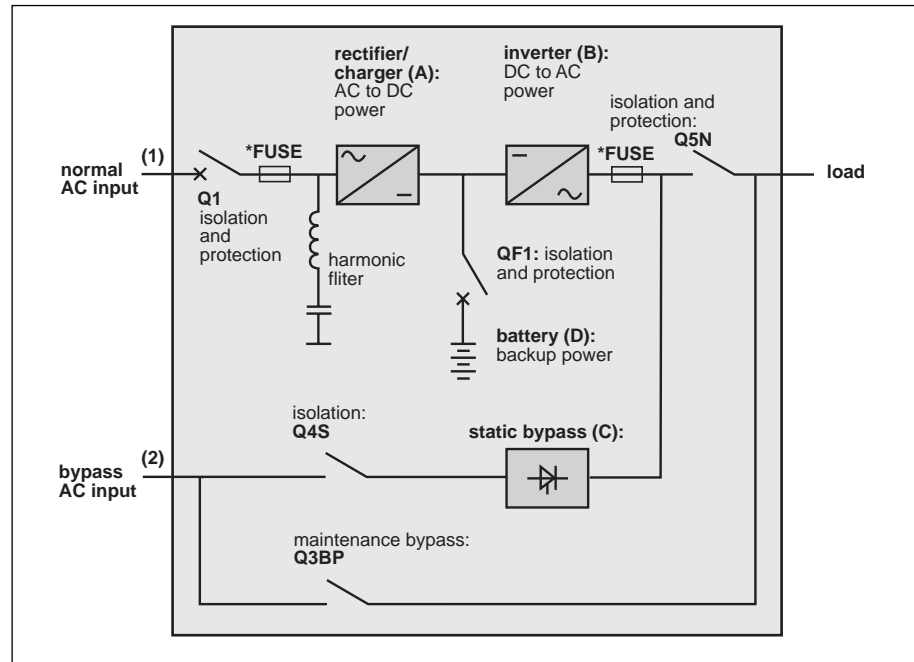 rectifier/
charger (A):
AC to DC
power
inverter (B):
DC to AC
power
isolation and
protection:
Q5N
(1)
normal
AC input
*FUSE
*FUSE
load
Q1
isolation
and
protection
harmonic
fliter
QF1: isolation
and protection
battery (D):
backup power
isolation:
Q4S
static bypass (C):
(2)
bypass
AC input
maintenance bypass:
Q3BP